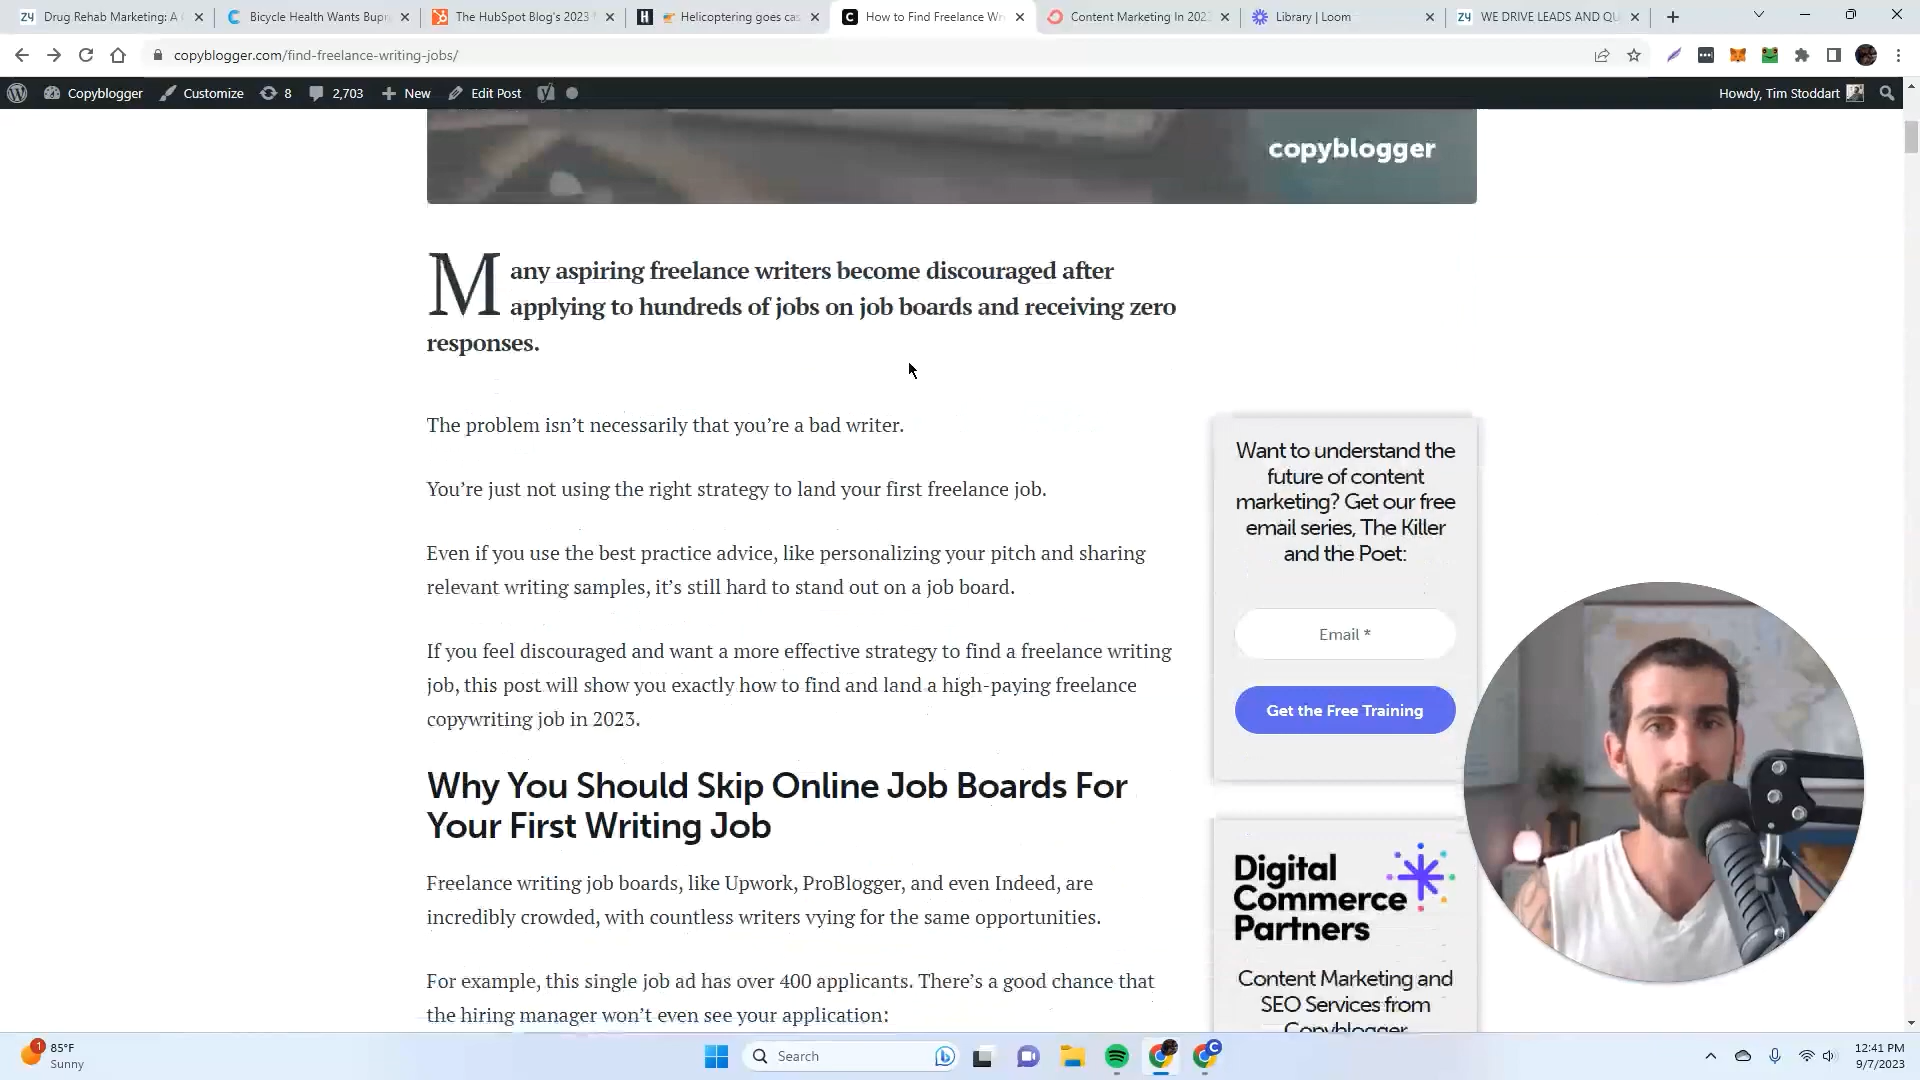 Drug Rehab Marketing: A
Bicycle Health Wants Bupr
The HubSpot Blog's 2023
Helicoptering goes cas
How to Find Freelance Wr
Content Marketing In 202
Library | Loom
WE DRIVE LEADS AND QU
copyblogger.com/find-freelance-writing-jobs/
Copyblogger
Customize
8
2,703
New
Edit Post
Howdy, Tim Stoddart
copyblogger
Many aspiring freelance writers become discouraged after
applying to hundreds of jobs on job boards and receiving zero
responses.
The problem isn't necessarily that you're a bad writer.
You're just not using the right strategy to land your first freelance job.
Even if you use the best practice advice, like personalizing your pitch and sharing
relevant writing samples, it's still hard to stand out on a job board.
If you feel discouraged and want a more effective strategy to find a freelance writing
job, this post will show you exactly how to find and land a high-paying freelance
copywriting job in 2023.
Why You Should Skip Online Job Boards For
Your First Writing Job
Freelance writing job boards, like Upwork, ProBlogger, and even Indeed, are
incredibly crowded, with countless writers vying for the same opportunities.
For example, this single job ad has over 400 applicants. There's a good chance that
the hiring manager won't even see your application:
Want to understand the
future of content
marketing? Get our free
email series, The Killer
and the Poet:
Email *
Get the Free Training
Digital
Commerce
Partners
Content Marketing and
SEO Services from
Copyblogger
1
85°F
Sunny
Search
12:41 PM
9/7/2023